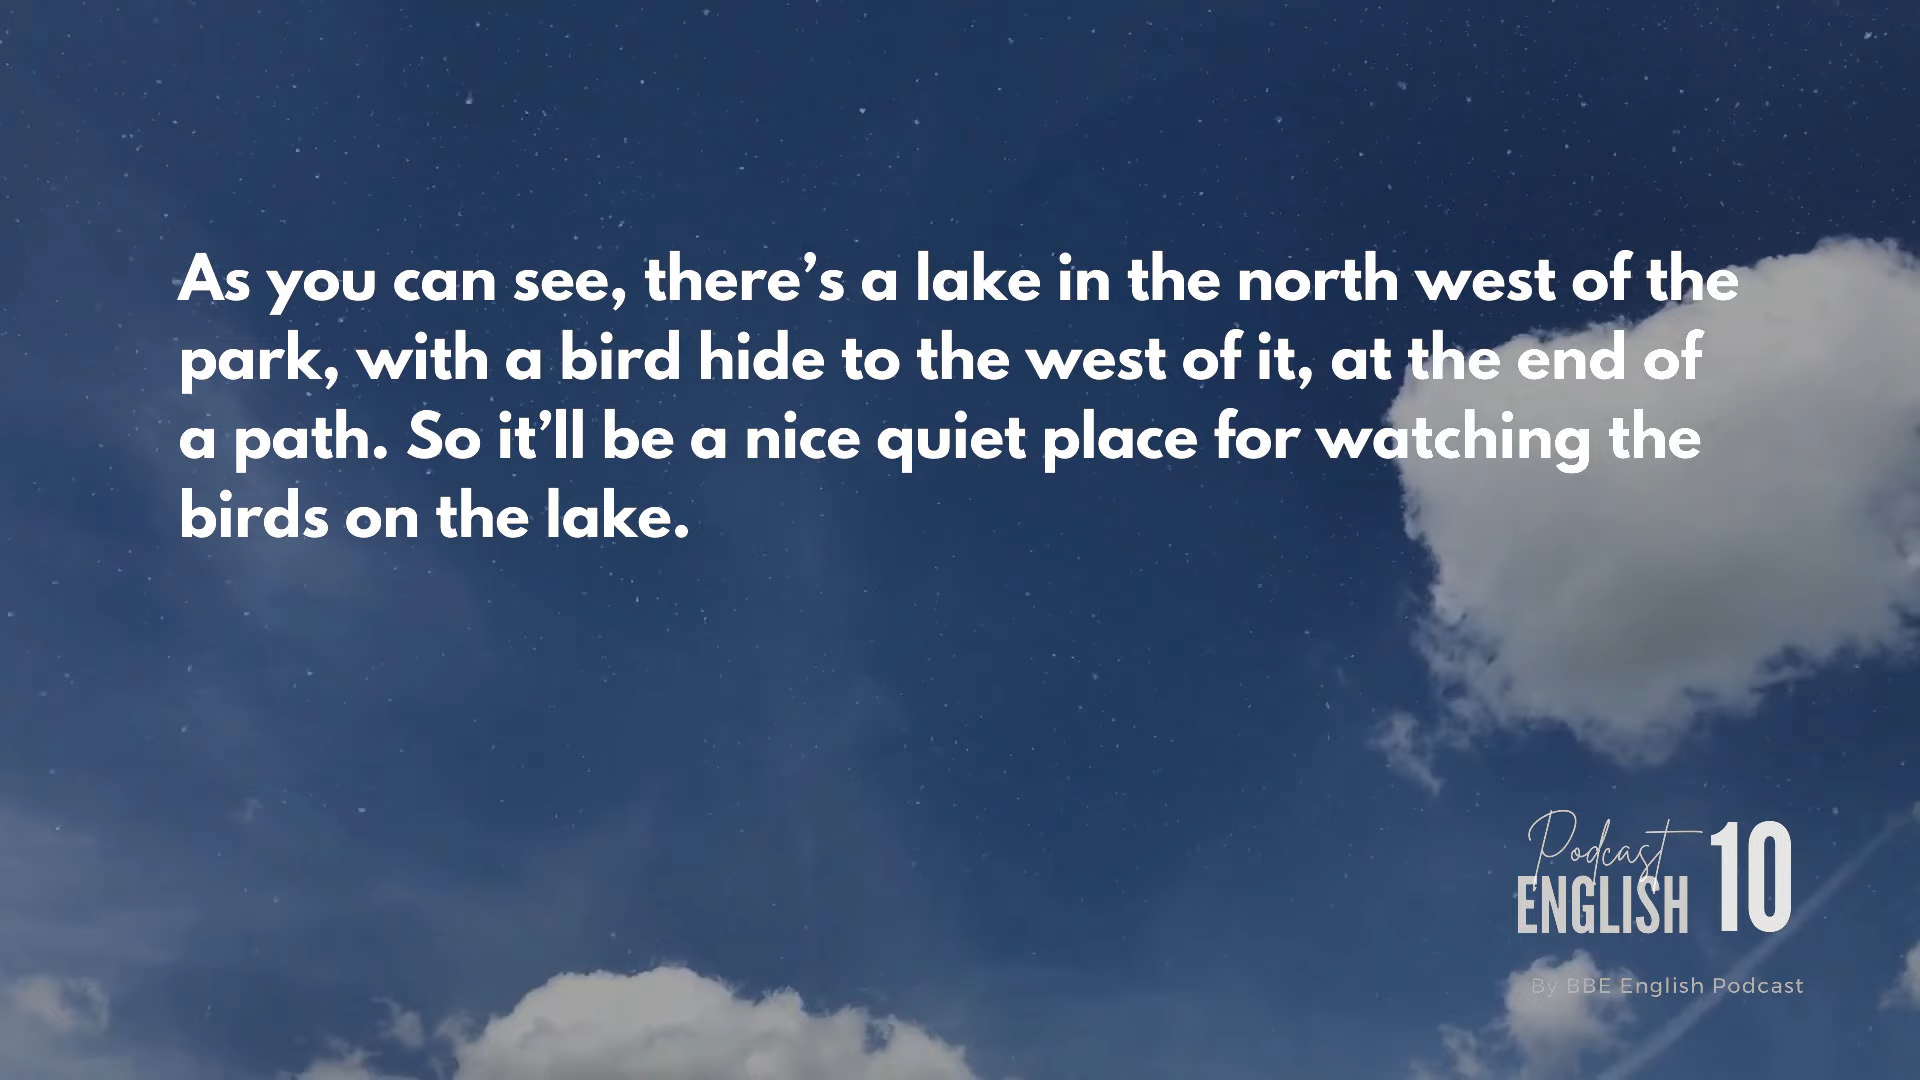 As you can see, there’s a lake in the north west of the
park, with a bird hide to the west of it, at the end of
a path. So it’ll be a nice quiet place for watching the
birds on the lake.
Podcast
ENGLISH 10
By BBE English Podcast